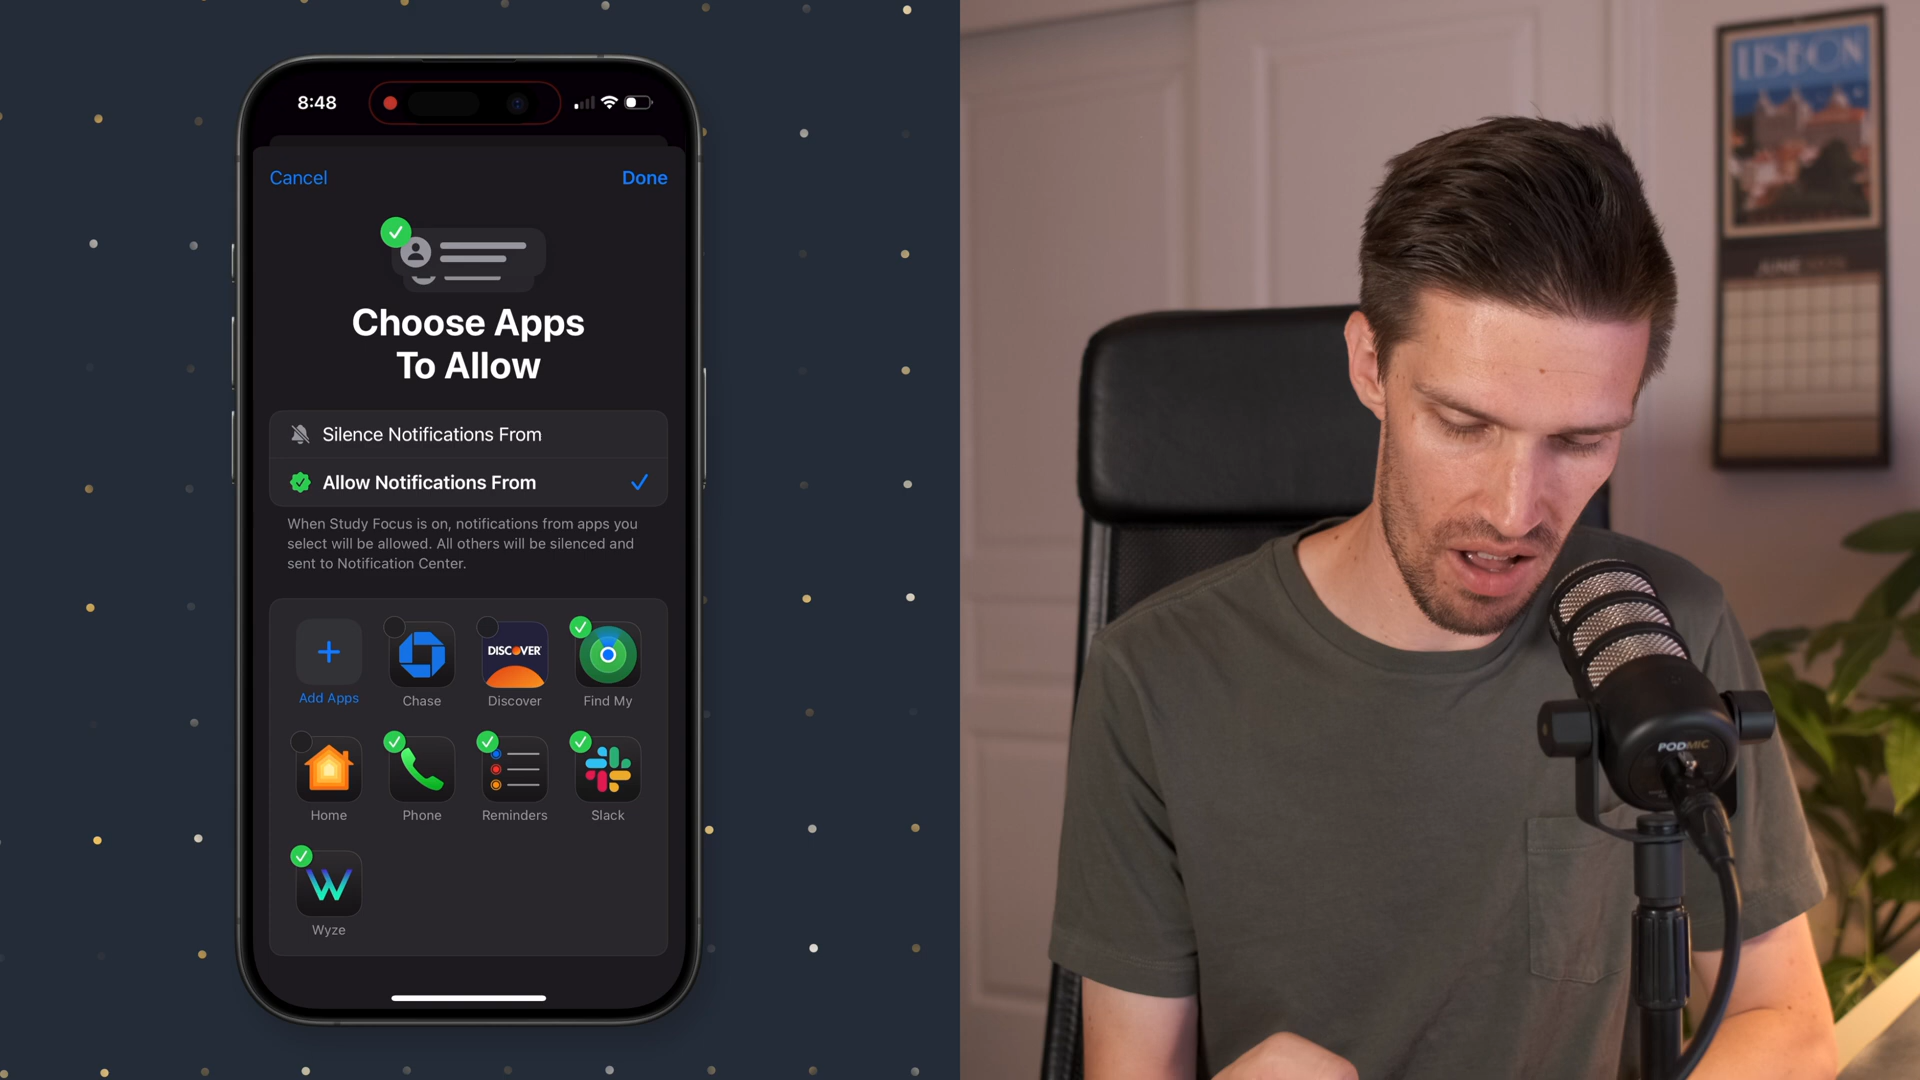 8:48
Cancel
Done
Choose Apps
To Allow
Silence Notifications From
Allow Notifications From
When Study Focus is on, notifications from apps you
select will be allowed. All others will be silenced and
sent to Notification Center.
Add Apps
Chase
DISCOVER
Discover
Find My
Home
Phone
Reminders
Slack
W
Wyze
LISBON
JUNE
PODMIC